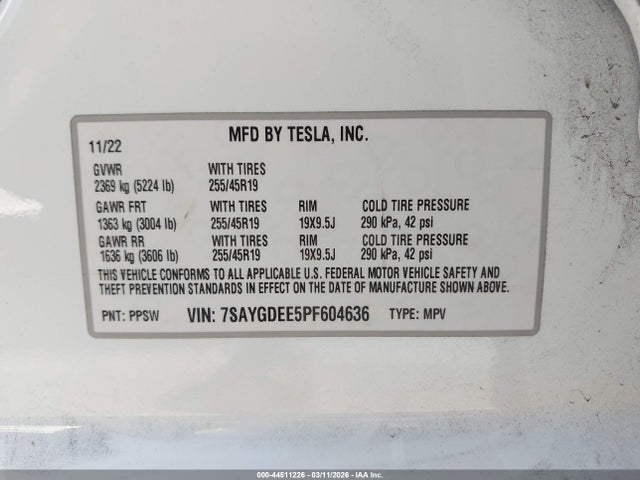 MFD BY TESLA, INC.
11/22
GVWR WITH TIRES
2369 kg (5224 lb) 255/45R19
GAWR FRT WITH TIRES RIM COLD TIRE PRESSURE
1363 kg (3004 lb) 255/45R19 19X9.5J 290 kPa, 42 psi
GAWR RR WITH TIRES RIM COLD TIRE PRESSURE
1636 kg (3606 lb) 255/45R19 19X9.5J 290 kPa, 42 psi
THIS VEHICLE CONFORMS TO ALL APPLICABLE U.S. FEDERAL MOTOR VEHICLE SAFETY AND
THEFT PREVENTION STANDARDS IN EFFECT ON THE DATE OF MANUFACTURE SHOWN ABOVE.
PNT: PPSW VIN: 7SAYGDEE5PF604636 TYPE: MPV
000-44511226 - 03/11/2026 - IAA Inc.